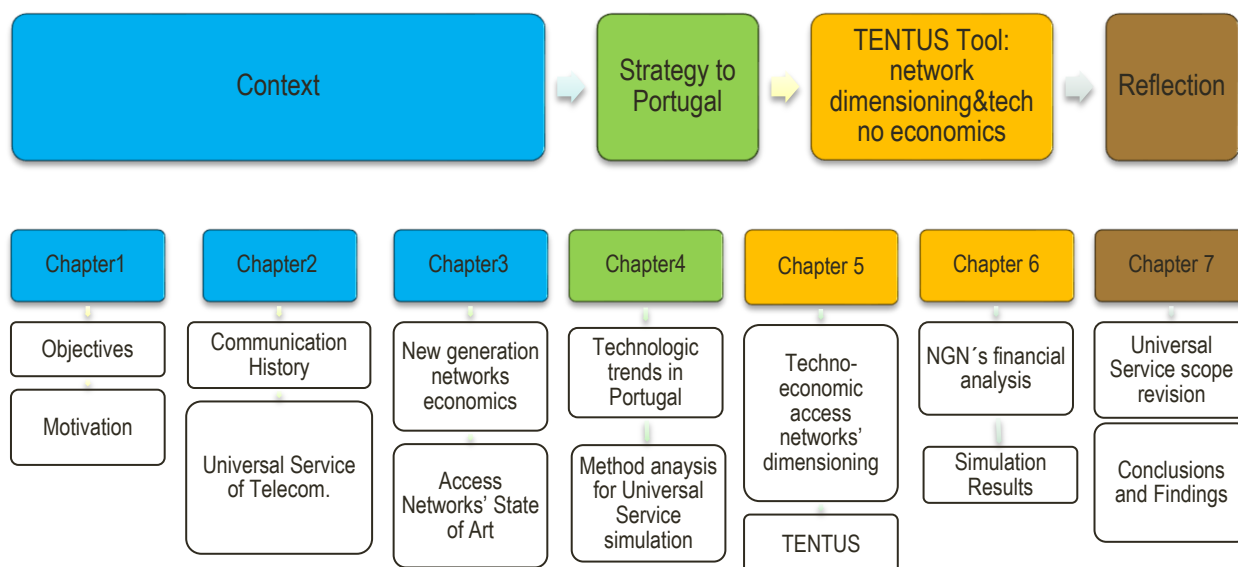 Context
Strategy to
Portugal
TENTUS Tool:
network
dimensioning&tech
no economics
Reflection
Chapter1
Objectives
Motivation
Chapter2
Communication
History
Universal Service
of Telecom.
Chapter3
New generation
networks
economics
Access
Networks’ State
of Art
Chapter4
Technologic
trends in
Portugal
Method anaysis
for Universal
Service
simulation
Chapter 5
Techno-
economic
access
networks’
dimensioning
TENTUS
Chapter 6
NGN´s financial
analysis
Simulation
Results
Chapter 7
Universal
Service scope
revision
Conclusions
and Findings